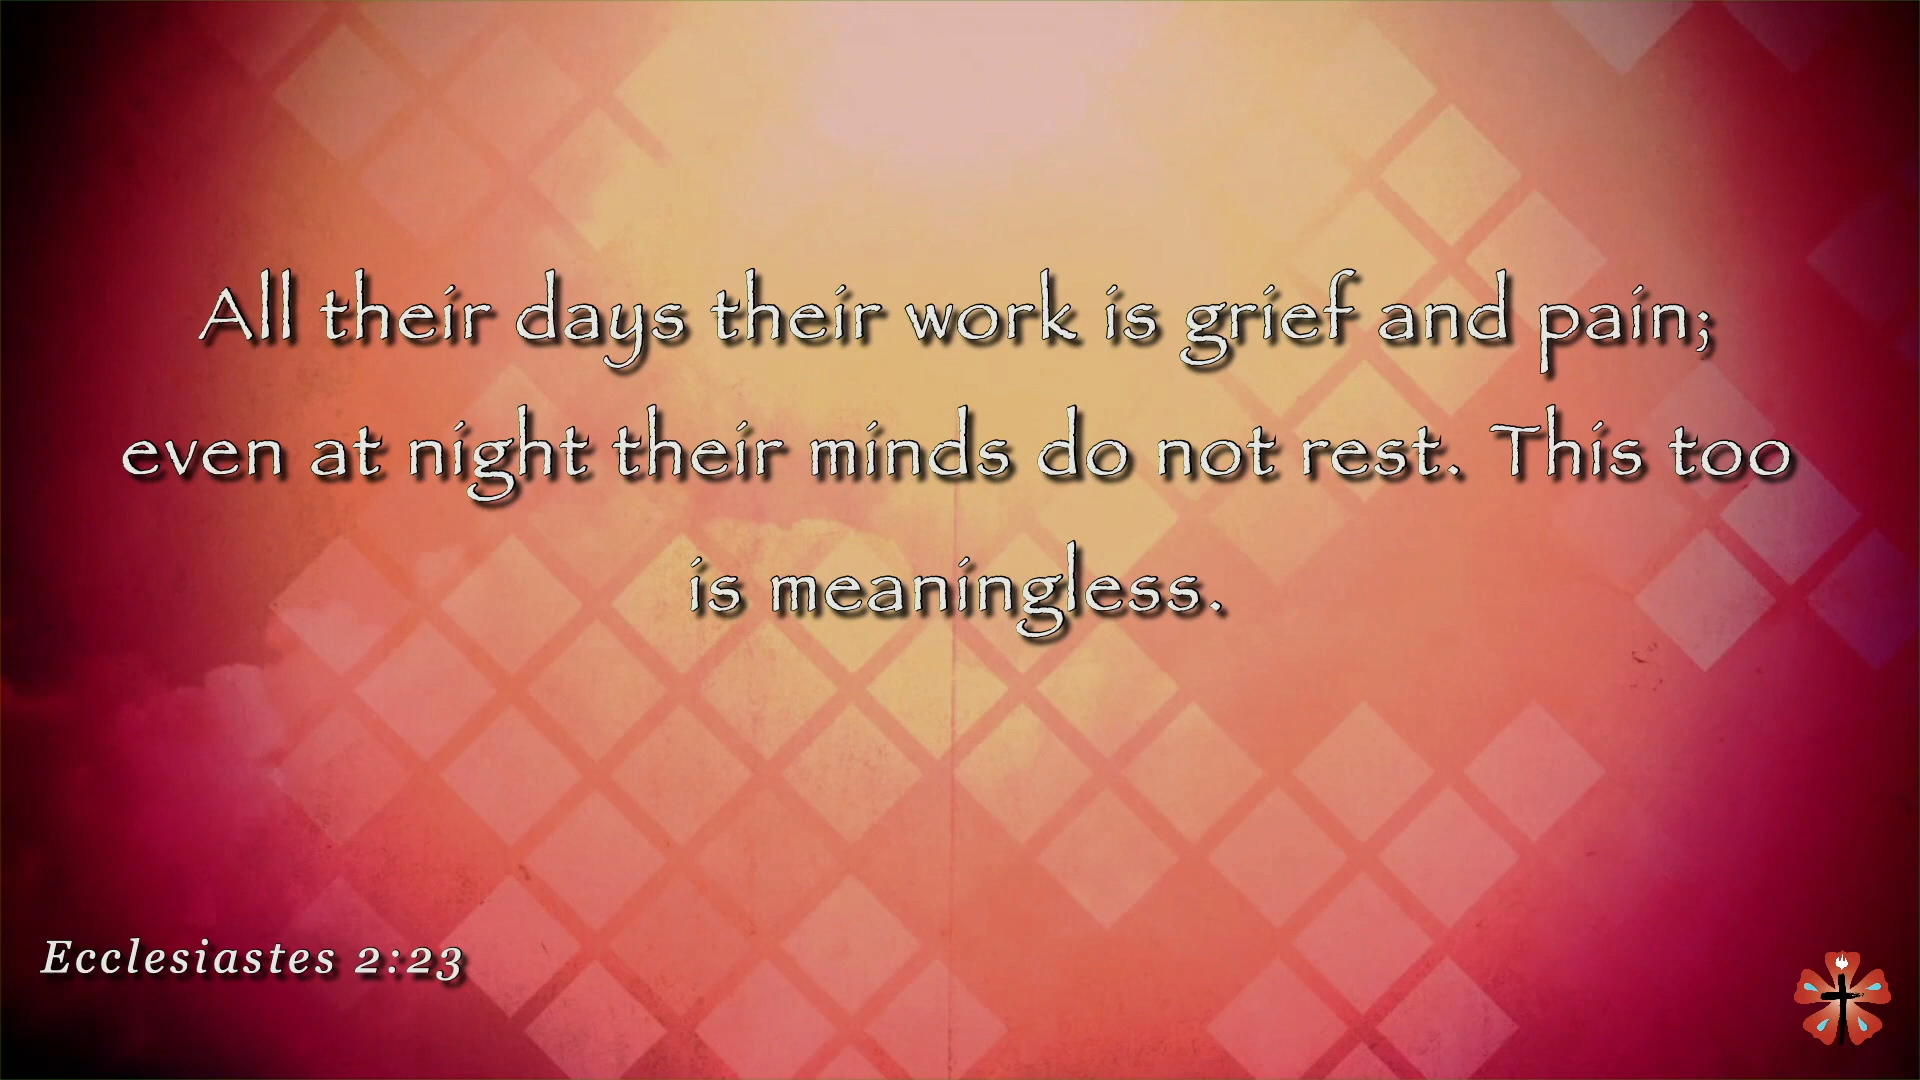 All their days their work is grief and pain;
even at night their minds do not rest. This too
is meaningless.
Ecclesiastes 2:23